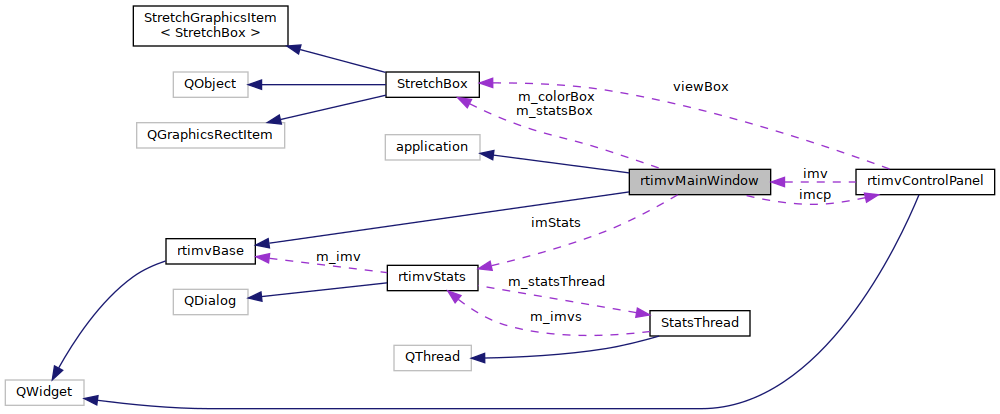 StretchGraphicsItem
< StretchBox >
QObject
StretchBox
viewBox
m_colorBox
m_statsBox
QGraphicsRectItem
application
rtimvMainWindow
imv
imcp
rtimvControlPanel
imStats
rtimvBase
m_imv
rtimvStats
m_statsThread
QDialog
m_imvs
StatsThread
QThread
QWidget